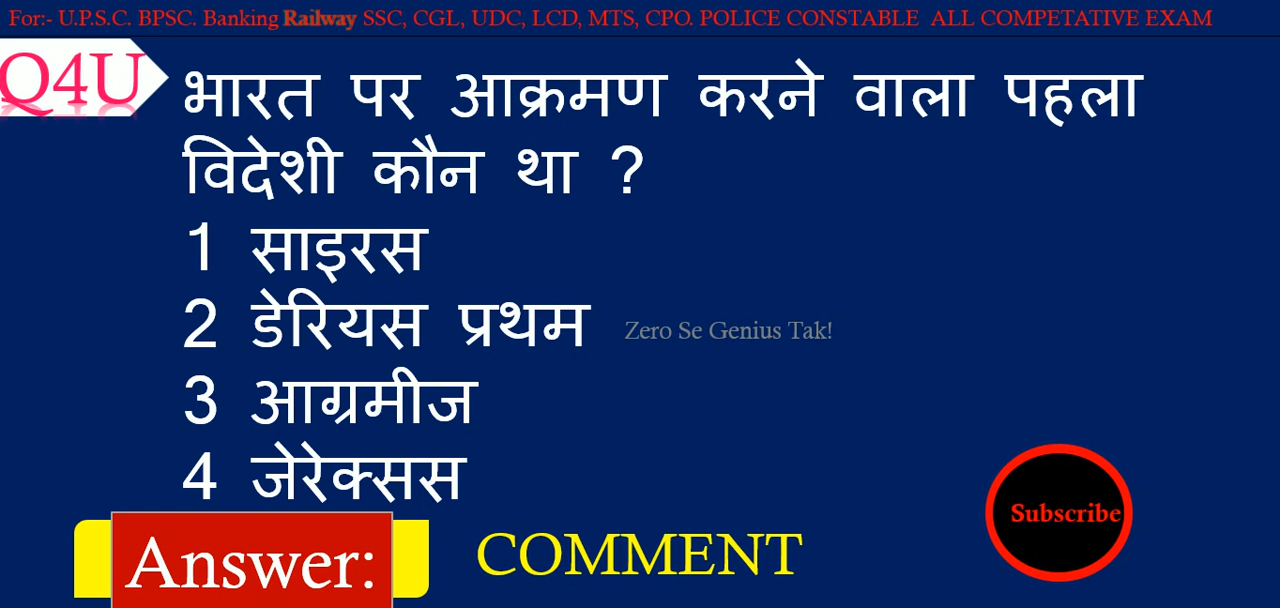 For:- U.P.S.C. BPSC. Banking Railway SSC, CGL, UDC, LCD, MTS, CPO. POLICE CONSTABLE ALL COMPETATIVE EXAM
Q4U
भारत पर आक्रमण करने वाला पहला
विदेशी कौन था ?
1 साइरस
2 डेरियस प्रथम
Zero Se Genius Tak!
3 आग्रमीज
4 जेरेक्सस
Subscribe
Answer:
COMMENT